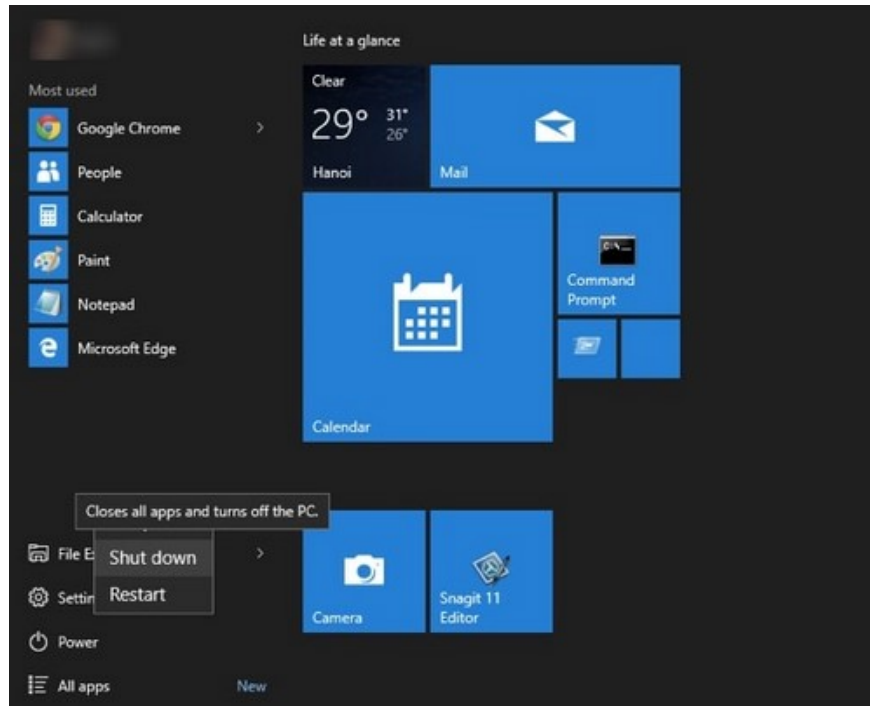 Life at a glance
Most used
Google Chrome
People
Calculator
Paint
Notepad
Microsoft Edge
Clear
29° 31°
26°
Hanoi
Mail
Calendar
C:\
Command
Prompt
Closes all apps and turns off the PC.
File E
Shut down
Settin
Restart
Power
All apps
New
Camera
Snagit 11
Editor